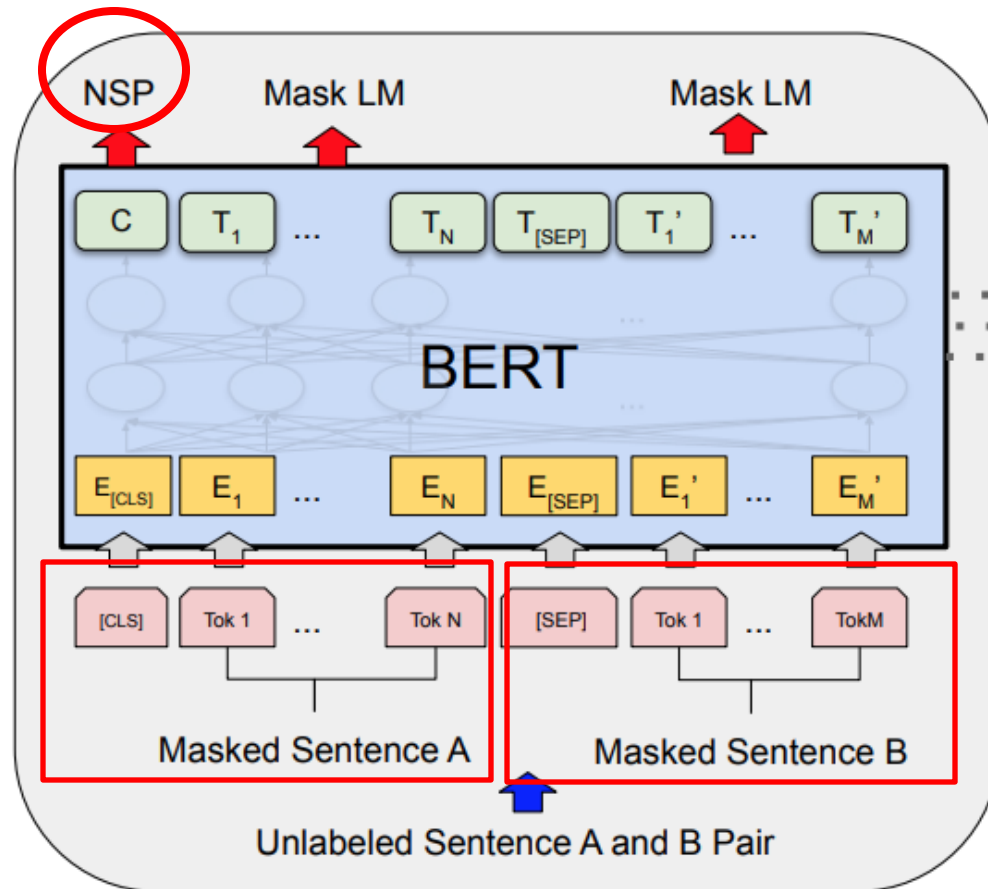 NSP Mask LM Mask LM
C T1 ... TN T[SEP] T1’ ... TM’
...
BERT
...
E[CLS] E1 ... EN E[SEP] E1’ ... EM’
[CLS] Tok 1 ... Tok N [SEP] Tok 1 ... TokM
Masked Sentence A Masked Sentence B
Unlabeled Sentence A and B Pair